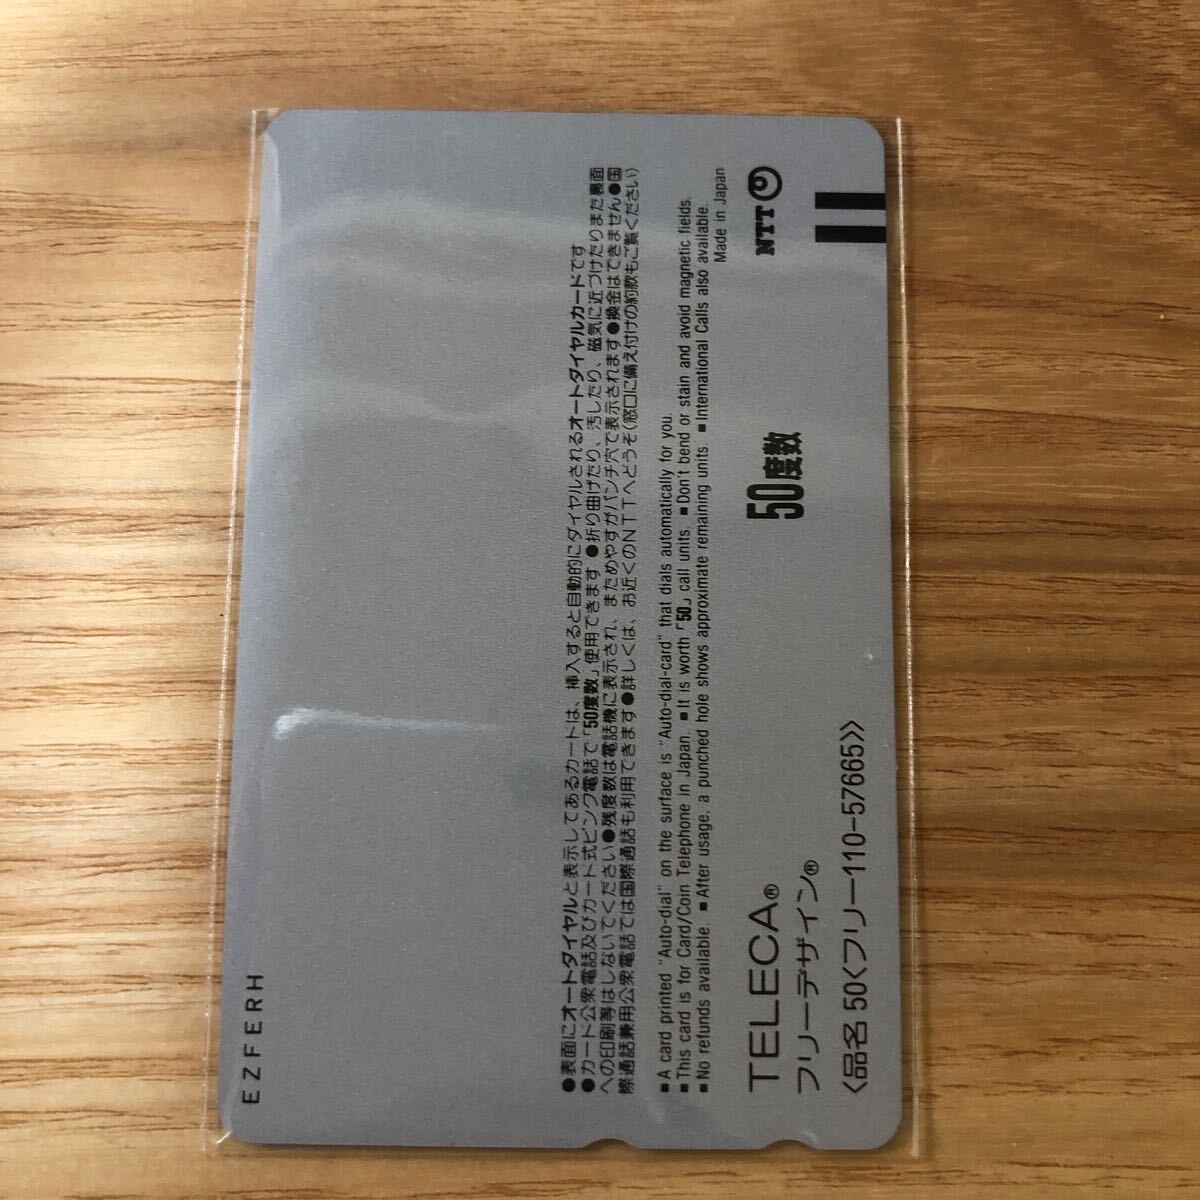 EZFERH
●表面にオートダイヤルと表示してあるカードは、挿入すると自動的にダイヤルされるオートダイヤルカードです
●カード公衆電話及びカード式ピンク電話で「50度数」使用できます ●折り曲げたり、汚したり、磁気に近づけたりまた裏面
への印刷等はしないでください●残度数は電話機に表示され、まためやすがパンチ穴で表示されます●換金はできません●国
際通話兼用公衆電話では国際通話も利用できます●詳しくは、お近くのNTTへどうぞ(窓口に備え付けの約款もご覧ください)
■A card printed "Auto-dial" on the surface is "Auto-dial-card" that dials automatically for you.
■This card is for Card/Coin Telephone in Japan. ■It is worth「50」call units. ■Don't bend or stain and avoid magnetic fields.
■No refunds available. ■After usage, a punched hole shows approximate remaining units. ■International Calls also available.
Made in Japan
TELECA®
フリーデザイン®
50度数
NTT
〈品名 50〈フリー110-57665〉〉